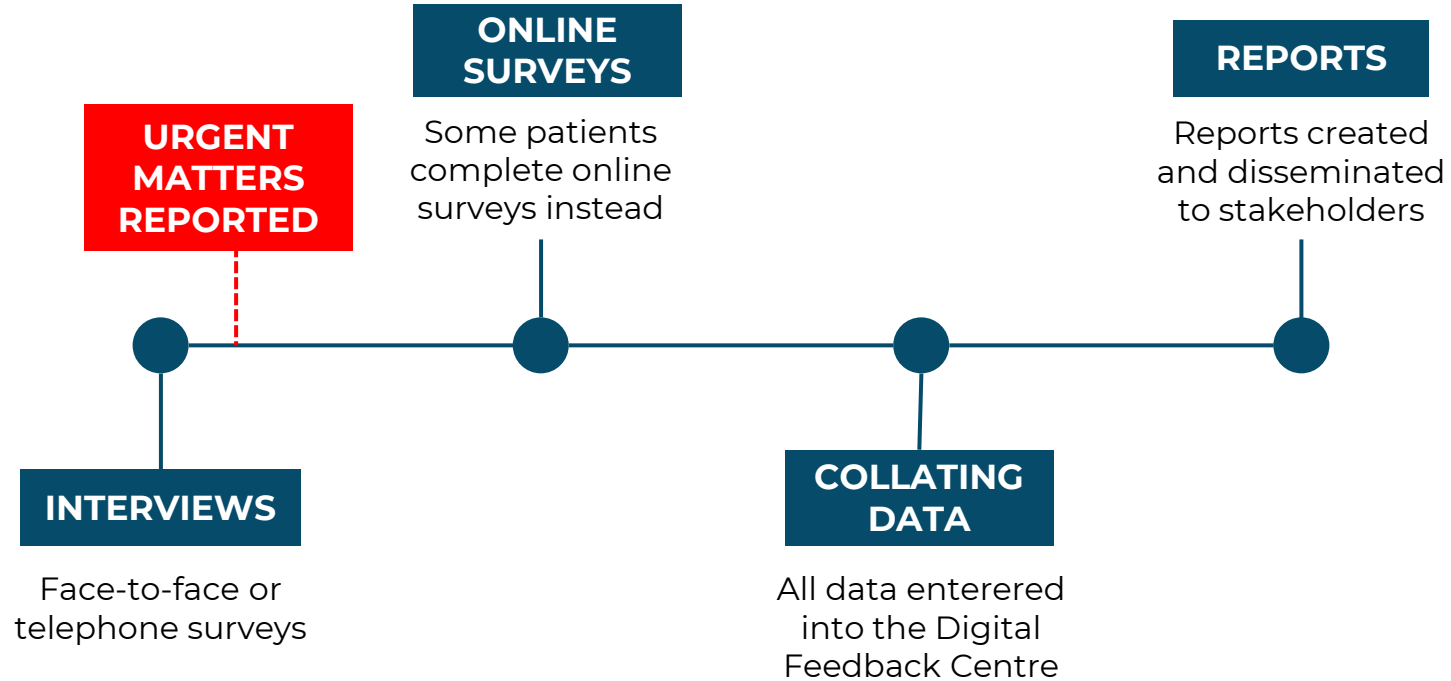 INTERVIEWS
Face-to-face or
telephone surveys
URGENT
MATTERS
REPORTED
ONLINE
SURVEYS
Some patients
complete online
surveys instead
COLLATING
DATA
All data enterered
into the Digital
Feedback Centre
REPORTS
Reports created
and disseminated
to stakeholders